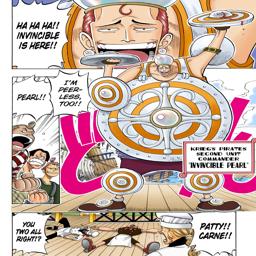 HA HA HA!!
INVINCIBLE
IS HERE!!
PEARL!!
I'M
PEER-
LESS,
TOO!!
KRIEG'S PIRATES
SECOND UNIT
COMMANDER
"INVINCIBLE PEARL"
YOU
TWO ALL
RIGHT!?
PATTY!!
CARNE!!